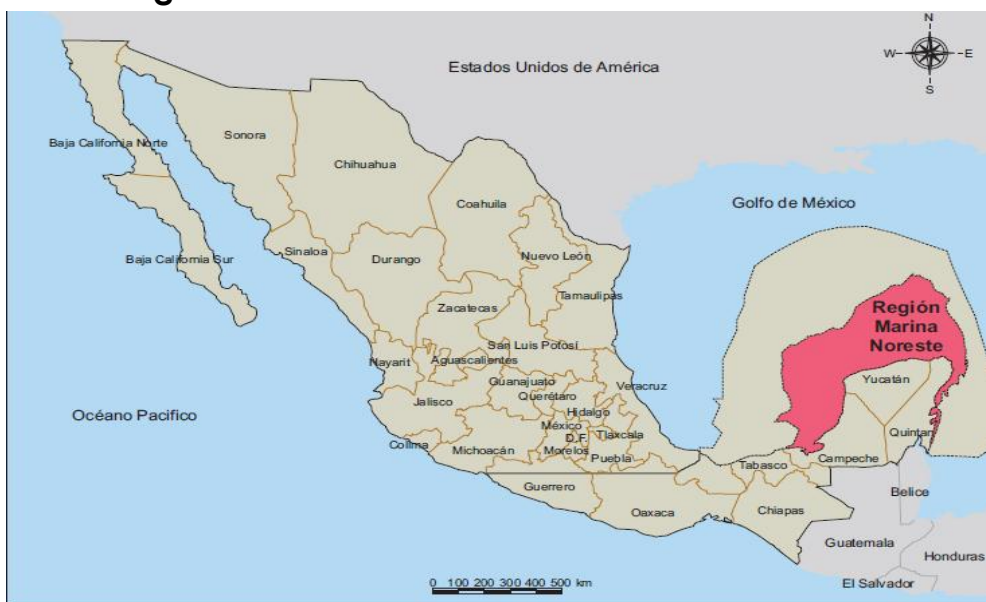 g
N
W
E
S
Estados Unidos de América
Baja California Norte
Sonora
Chihuahua
Coahuila
Golfo de México
Baja California Sur
Sinaloa
Durango
Nuevo León
Tamaulipas
Zacatecas
San Luis Potosí
Nayarit
Aguascalientes
Región
Marina
Noreste
Yucatán
Guanajuato
Querétaro
Veracruz
Jalisco
Hidalgo
Océano Pacifico
México
D.F.
Tlaxcala
Quintan
Colima
Michoacán
Morelos
Puebla
Tabasco
Campeche
Guerrero
Oaxaca
Chiapas
Belice
Guatemala
Honduras
El Salvador
0 100 200 300 400 500 km